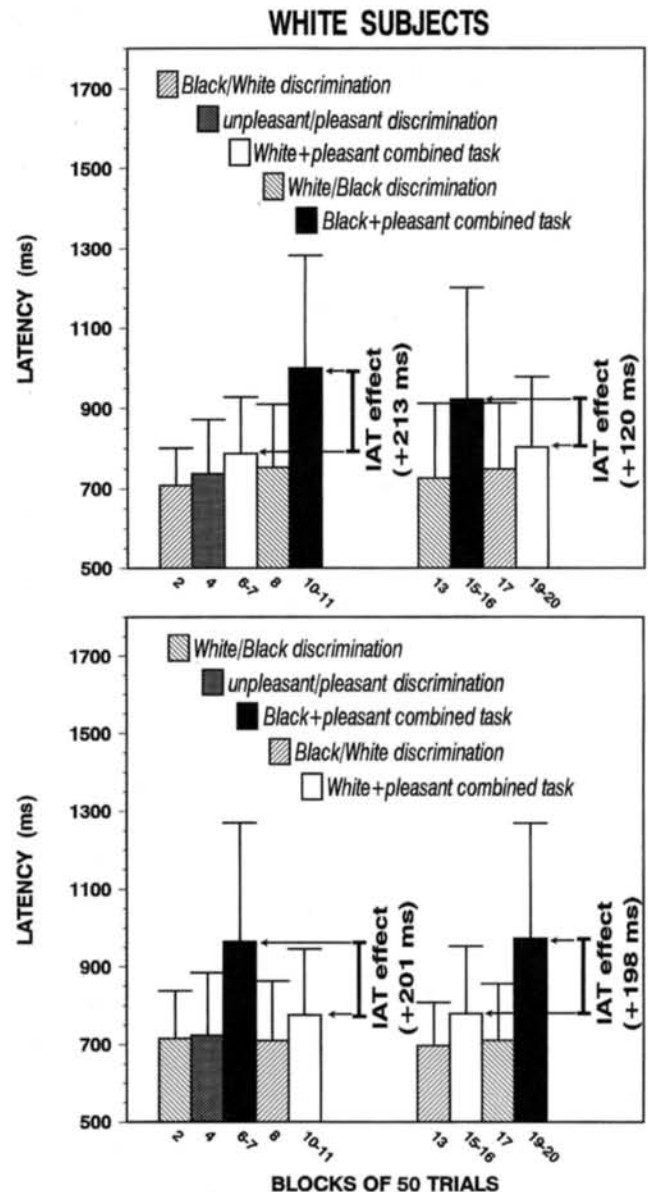 WHITE SUBJECTS
LATENCY (ms)
1700
1500
1300
1100
900
700
500
Black/White discrimination
unpleasant/pleasant discrimination
White+pleasant combined task
White/Black discrimination
Black+pleasant combined task
IAT effect
(+213 ms)
IAT effect
(+120 ms)
2 4 6-7 8 10-11 13 15-16 17 19-20
LATENCY (ms)
1700
1500
1300
1100
900
700
500
White/Black discrimination
unpleasant/pleasant discrimination
Black+pleasant combined task
Black/White discrimination
White+pleasant combined task
IAT effect
(+201 ms)
IAT effect
(+198 ms)
2 4 6-7 8 10-11 13 15-16 17 19-20
BLOCKS OF 50 TRIALS